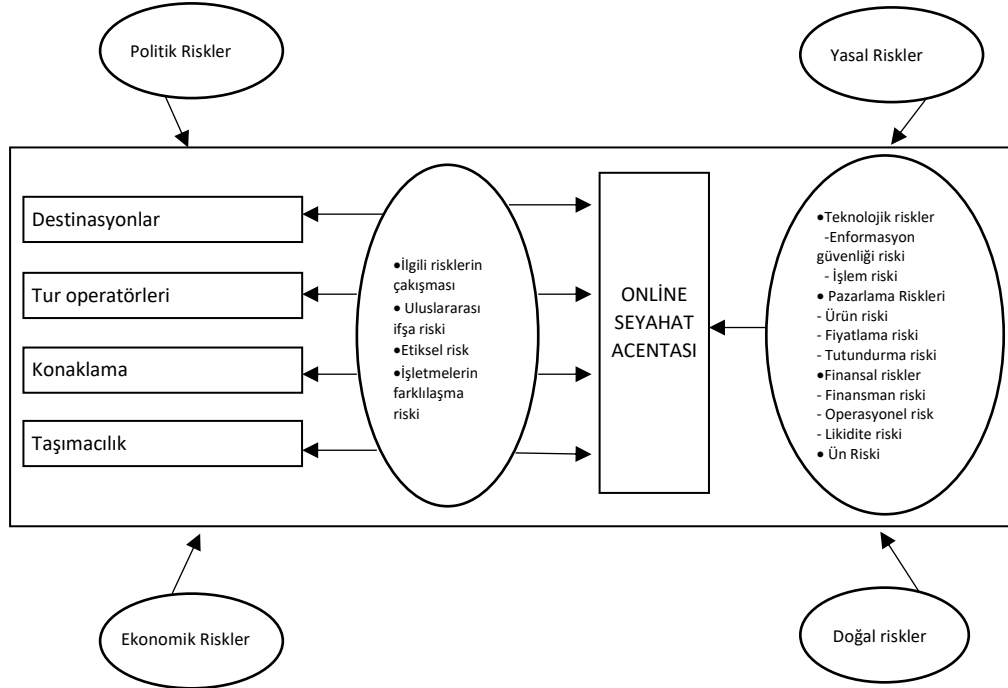 Politik Riskler
Yasal Riskler
Destinasyonlar
Tur operatörleri
Konaklama
Taşımacılık
•İlgili risklerin
çakışması
• Uluslararası
ifşa riski
•Etiksel risk
•İşletmelerin
farklılaşma
riski
ONLİNE
SEYAHAT
ACENTASI
•Teknolojik riskler
-Enformasyon
güvenliği riski
- İşlem riski
• Pazarlama Riskleri
- Ürün riski
- Fiyatlama riski
- Tutundurma riski
•Finansal riskler
- Finansman riski
- Operasyonel risk
- Likidite riski
• Ün Riski
Ekonomik Riskler
Doğal riskler